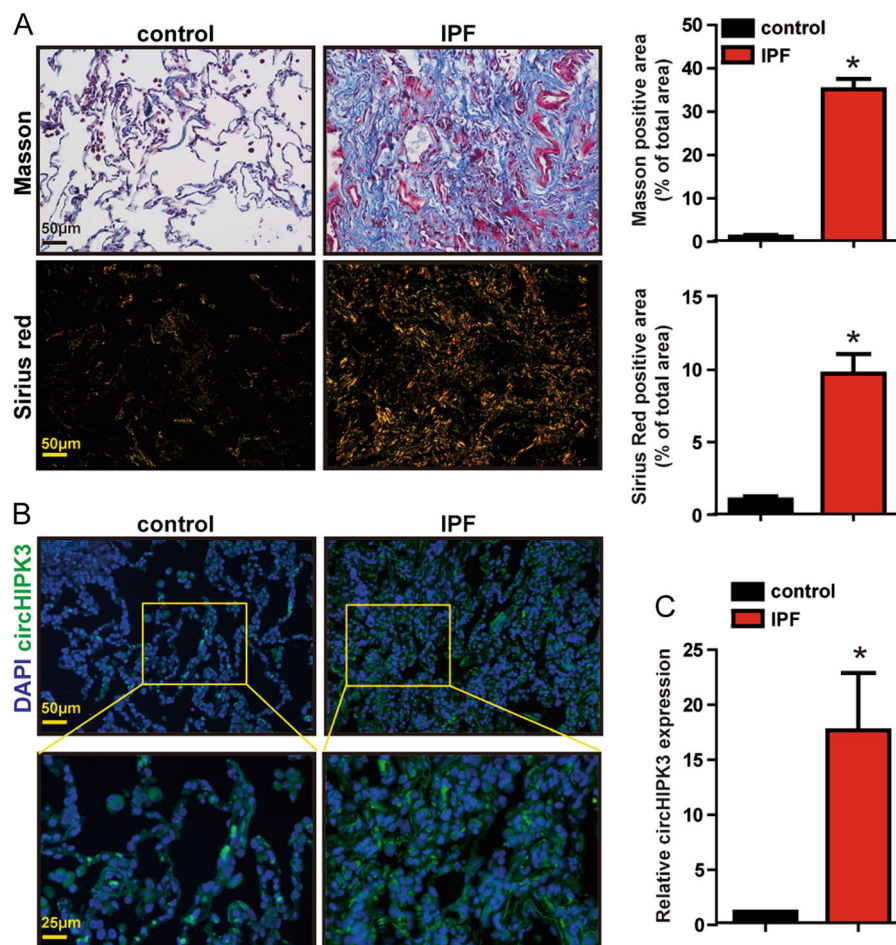 A
control
IPF
Masson
50μm
Sirius red
50μm
control
IPF
Masson positive area
(% of total area)
50
40
30
20
10
0
*
Sirius Red positive area
(% of total area)
15
10
5
0
*
B
control
IPF
DAPI circHIPK3
50μm
25μm
C
control
IPF
Relative circHIPK3 expression
25
20
15
10
5
0
*